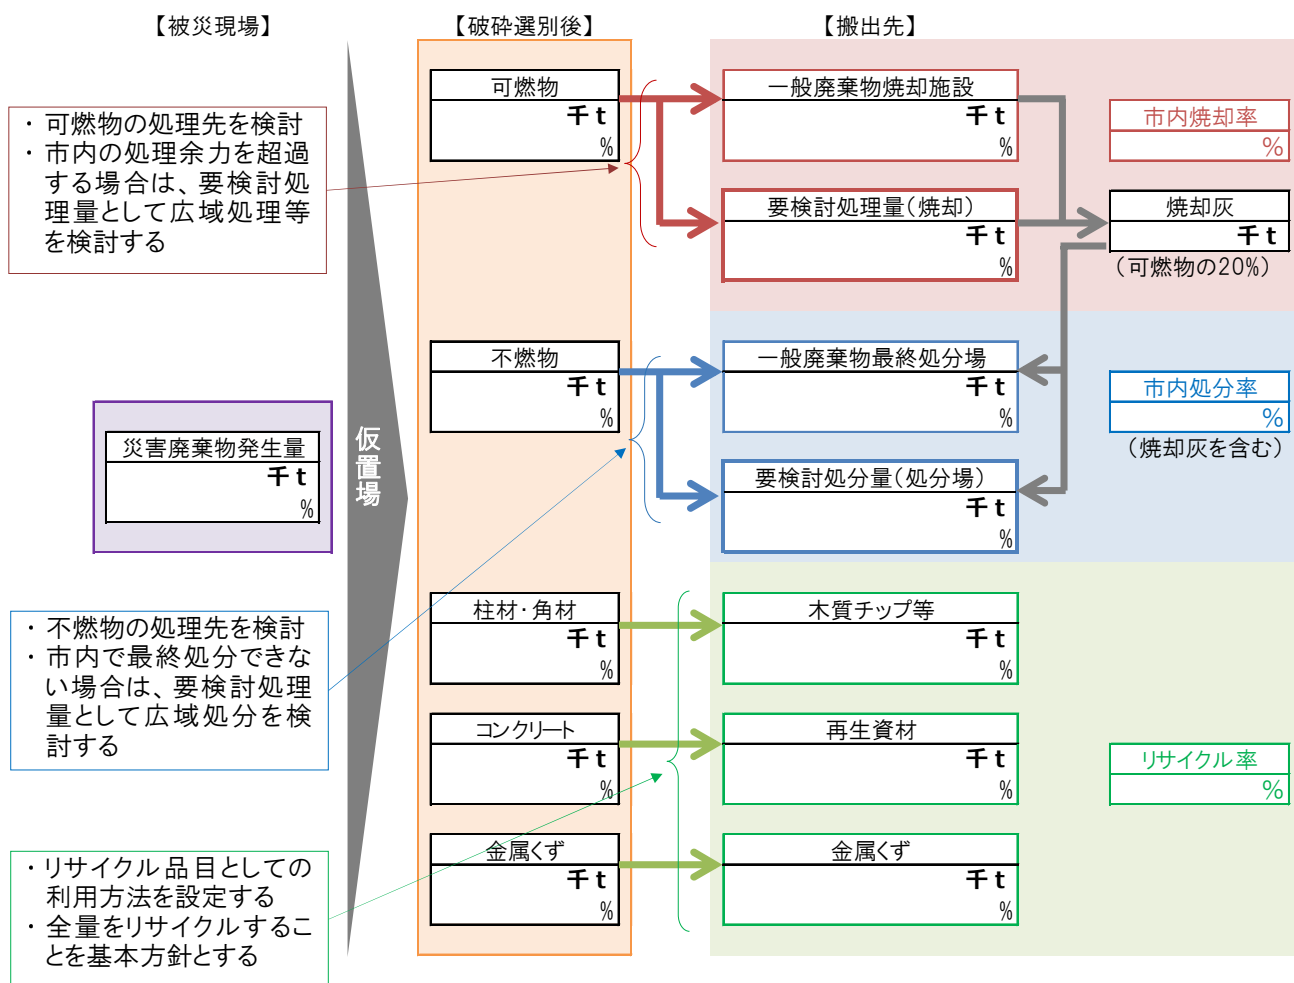 【被災現場】
【破砕選別後】
【搬出先】
・可燃物の処理先を検討
・市内の処理余力を超過
する場合は、要検討処
理量として広域処理等
を検討する
災害廃棄物発生量
千t
%
・不燃物の処理先を検討
・市内で最終処分できな
い場合は、要検討処理
量として広域処分を検
討する
・リサイクル品目としての
利用方法を設定する
・全量をリサイクルするこ
とを基本方針とする
仮置場
可燃物
千t
%
不燃物
千t
%
柱材・角材
千t
%
コンクリート
千t
%
金属くず
千t
%
一般廃棄物焼却施設
千t
%
要検討処理量(焼却)
千t
%
市内焼却率
%
焼却灰
千t
(可燃物の20%)
一般廃棄物最終処分場
千t
%
要検討処分量(処分場)
千t
%
市内処分率
%
(焼却灰を含む)
木質チップ等
千t
%
再生資材
千t
%
金属くず
千t
%
リサイクル率
%